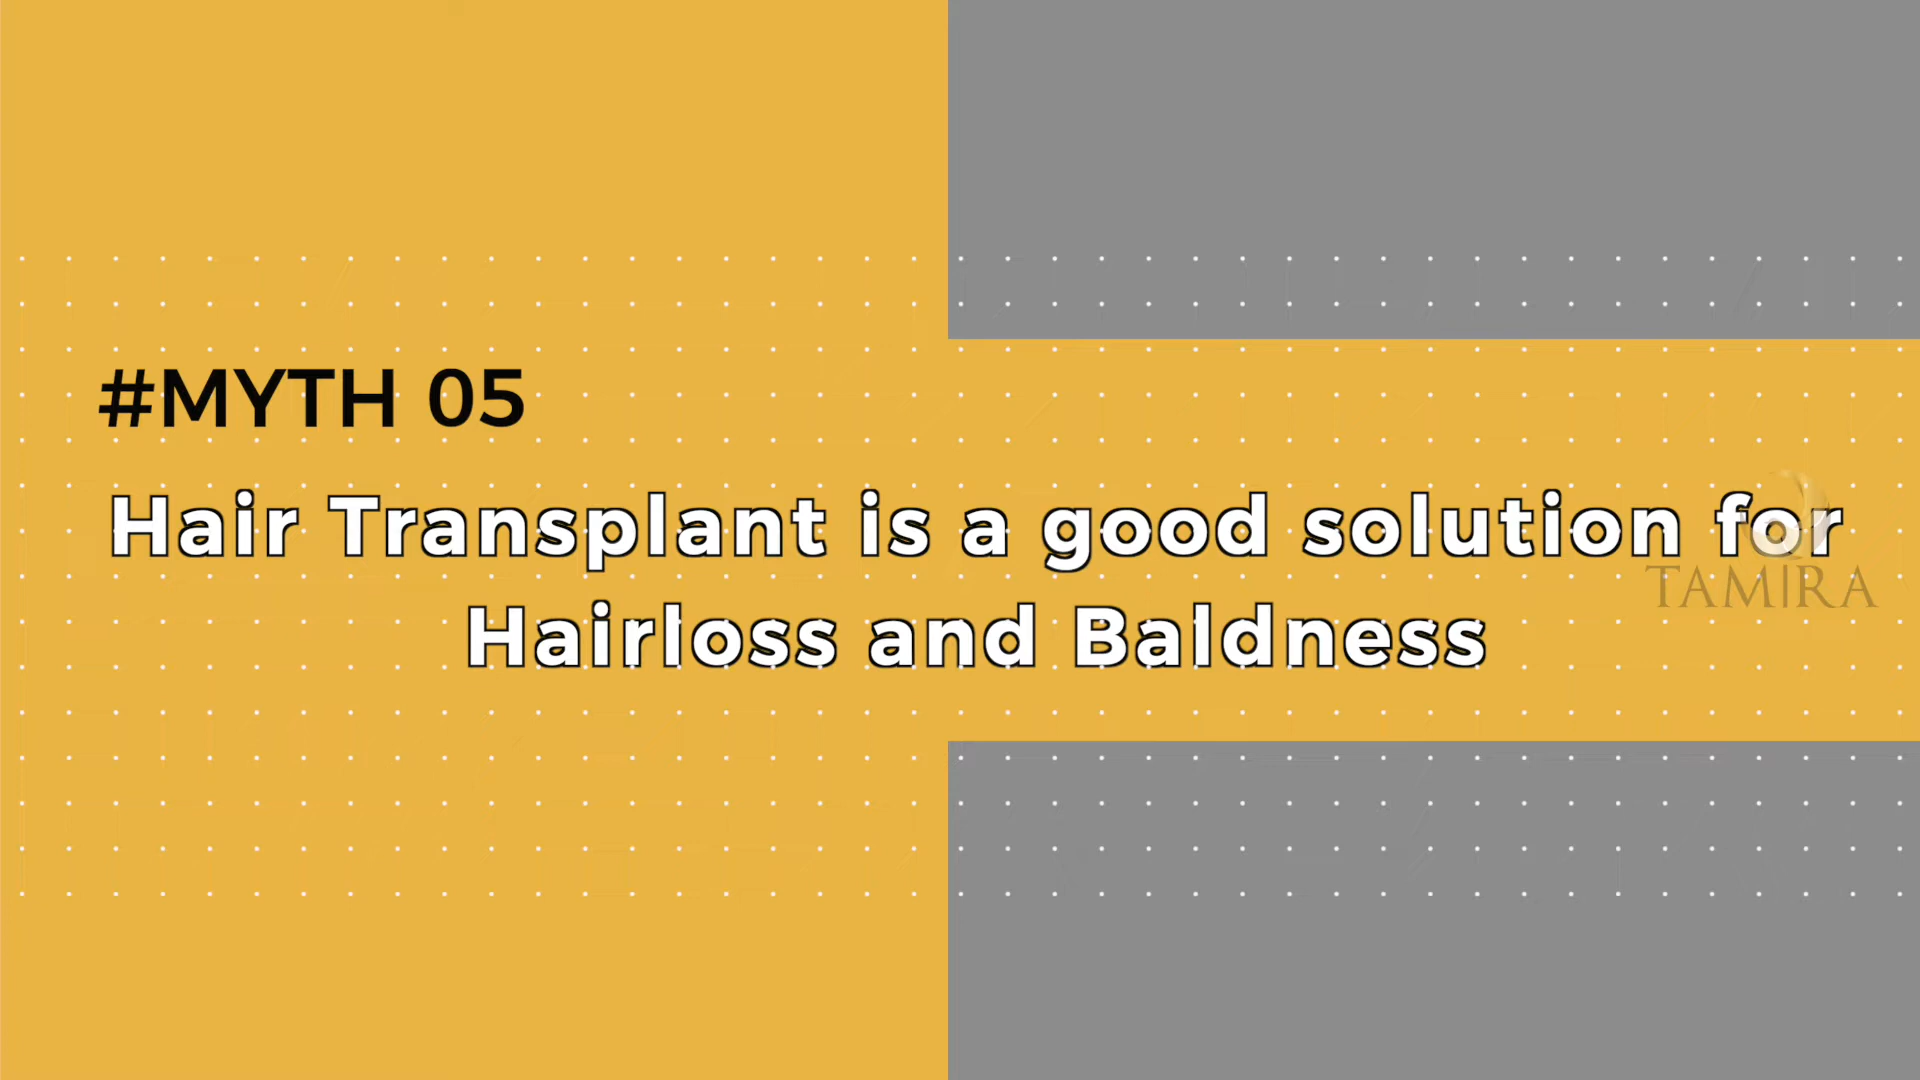 #MYTH 05
Hair Transplant is a good solution for
Hairloss and Baldness
TAMIRA